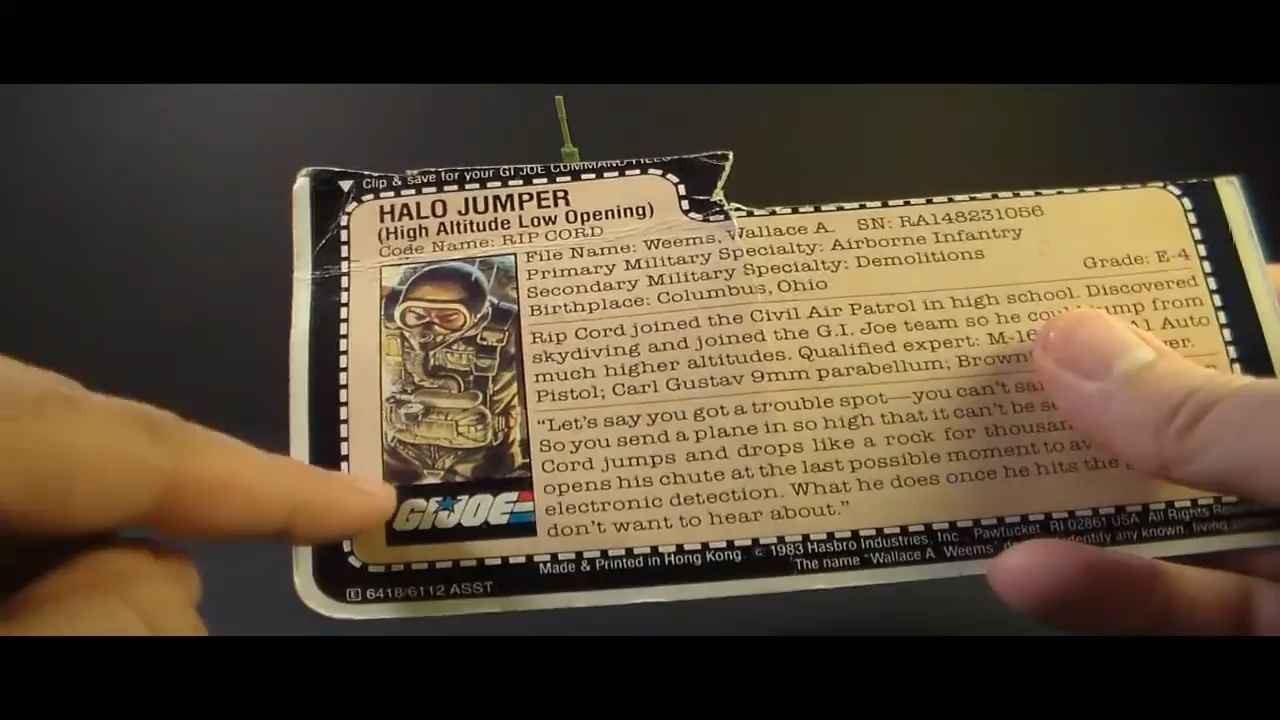 Clip & save for your GI JOE COMMAND FILES
HALO JUMPER
(High Altitude Low Opening)
Code Name: RIP CORD
File Name: Weems, Wallace A. SN: RA148231056
Primary Military Specialty: Airborne Infantry
Secondary Military Specialty: Demolitions
Birthplace: Columbus, Ohio Grade: E-4
Rip Cord joined the Civil Air Patrol in high school. Discovered
skydiving and joined the G.I. Joe team so he could jump from
much higher altitudes. Qualified expert: M-16 A1 Auto
Pistol; Carl Gustav 9mm parabellum;
"Let's say you got a trouble spot—you can't
So you send a plane in so high that it can't be
Cord jumps and drops like a rock for
opens his chute at the last possible moment to
electronic detection. What he does once he hits the
don't want to hear about."
GI JOE
Made & Printed in Hong Kong. © 1983 Hasbro Industries, Inc., Pawtucket, RI 02861 USA. All Rights
The name "Wallace A. Weems" identify any known, living
E 6418/6112 ASST